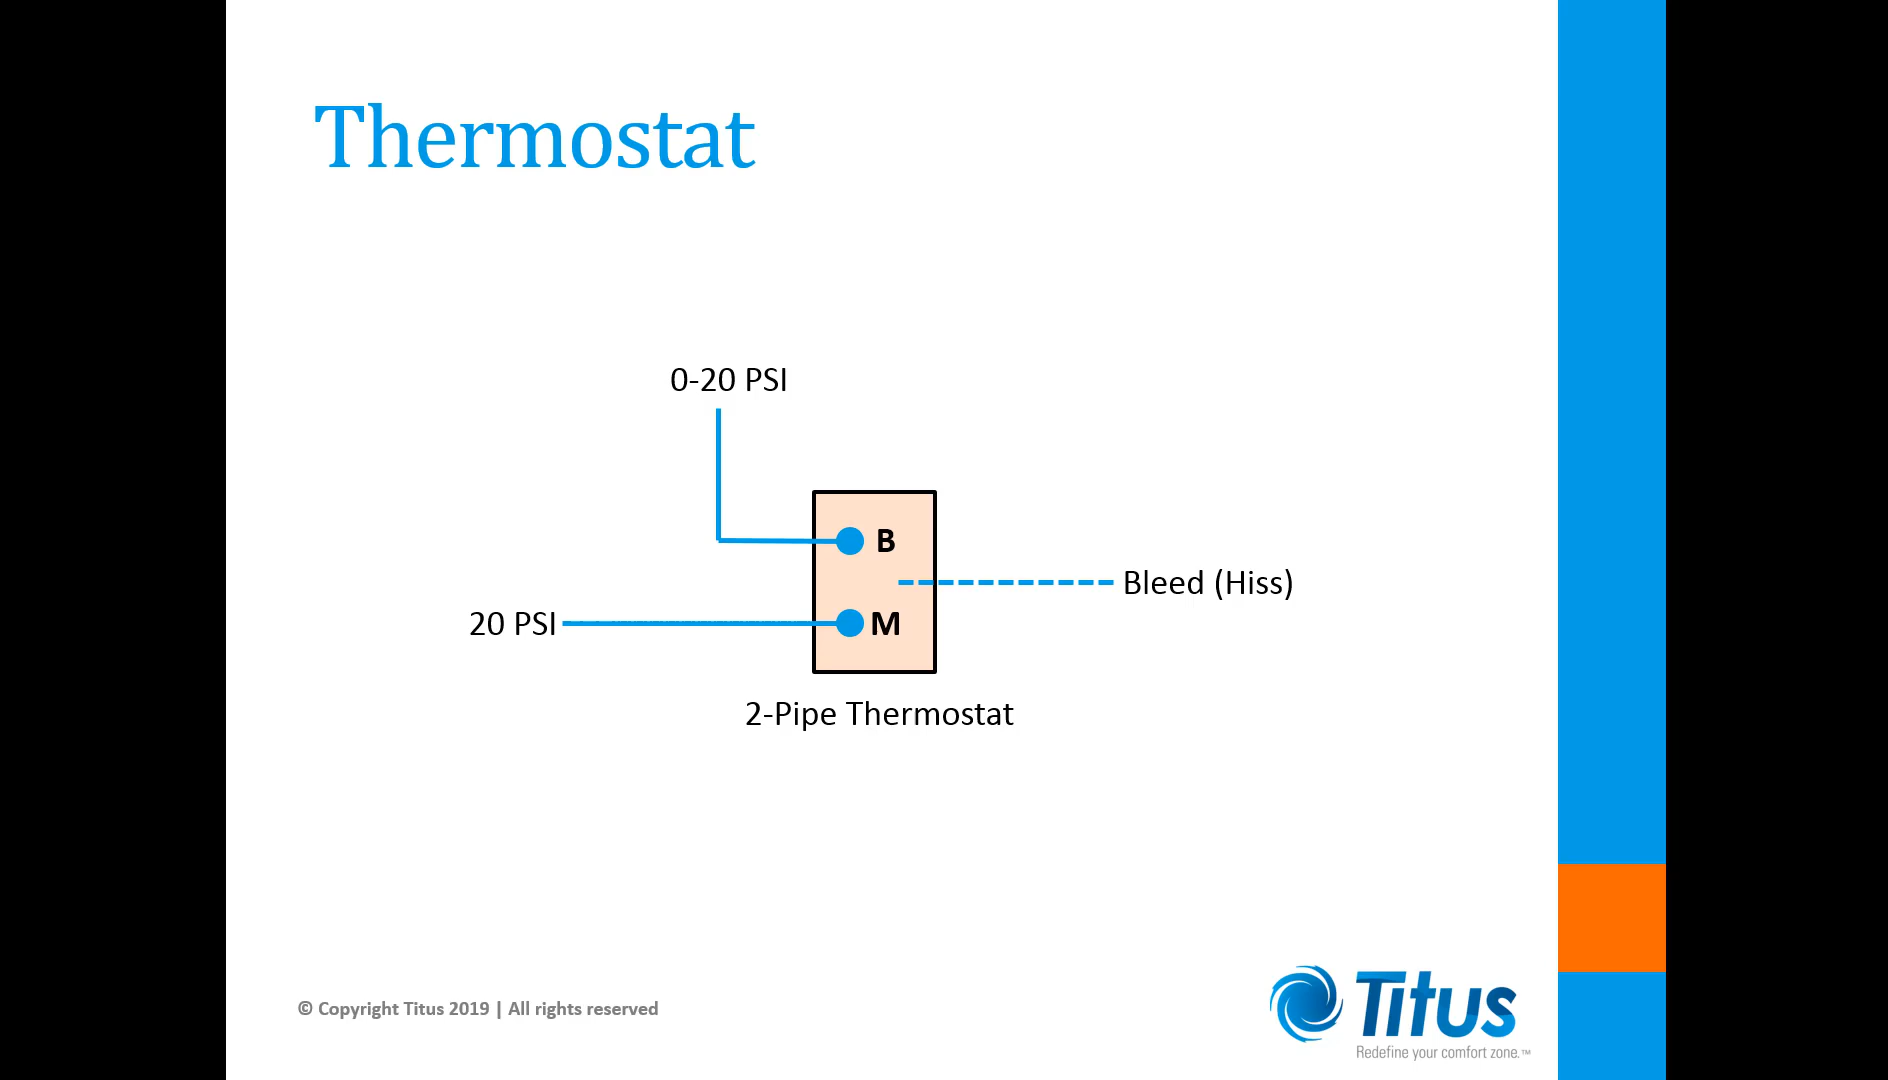 Thermostat
0-20 PSI
B
Bleed (Hiss)
20 PSI
M
2-Pipe Thermostat
© Copyright Titus 2019 | All rights reserved
Titus
Redefine your comfort zone.™